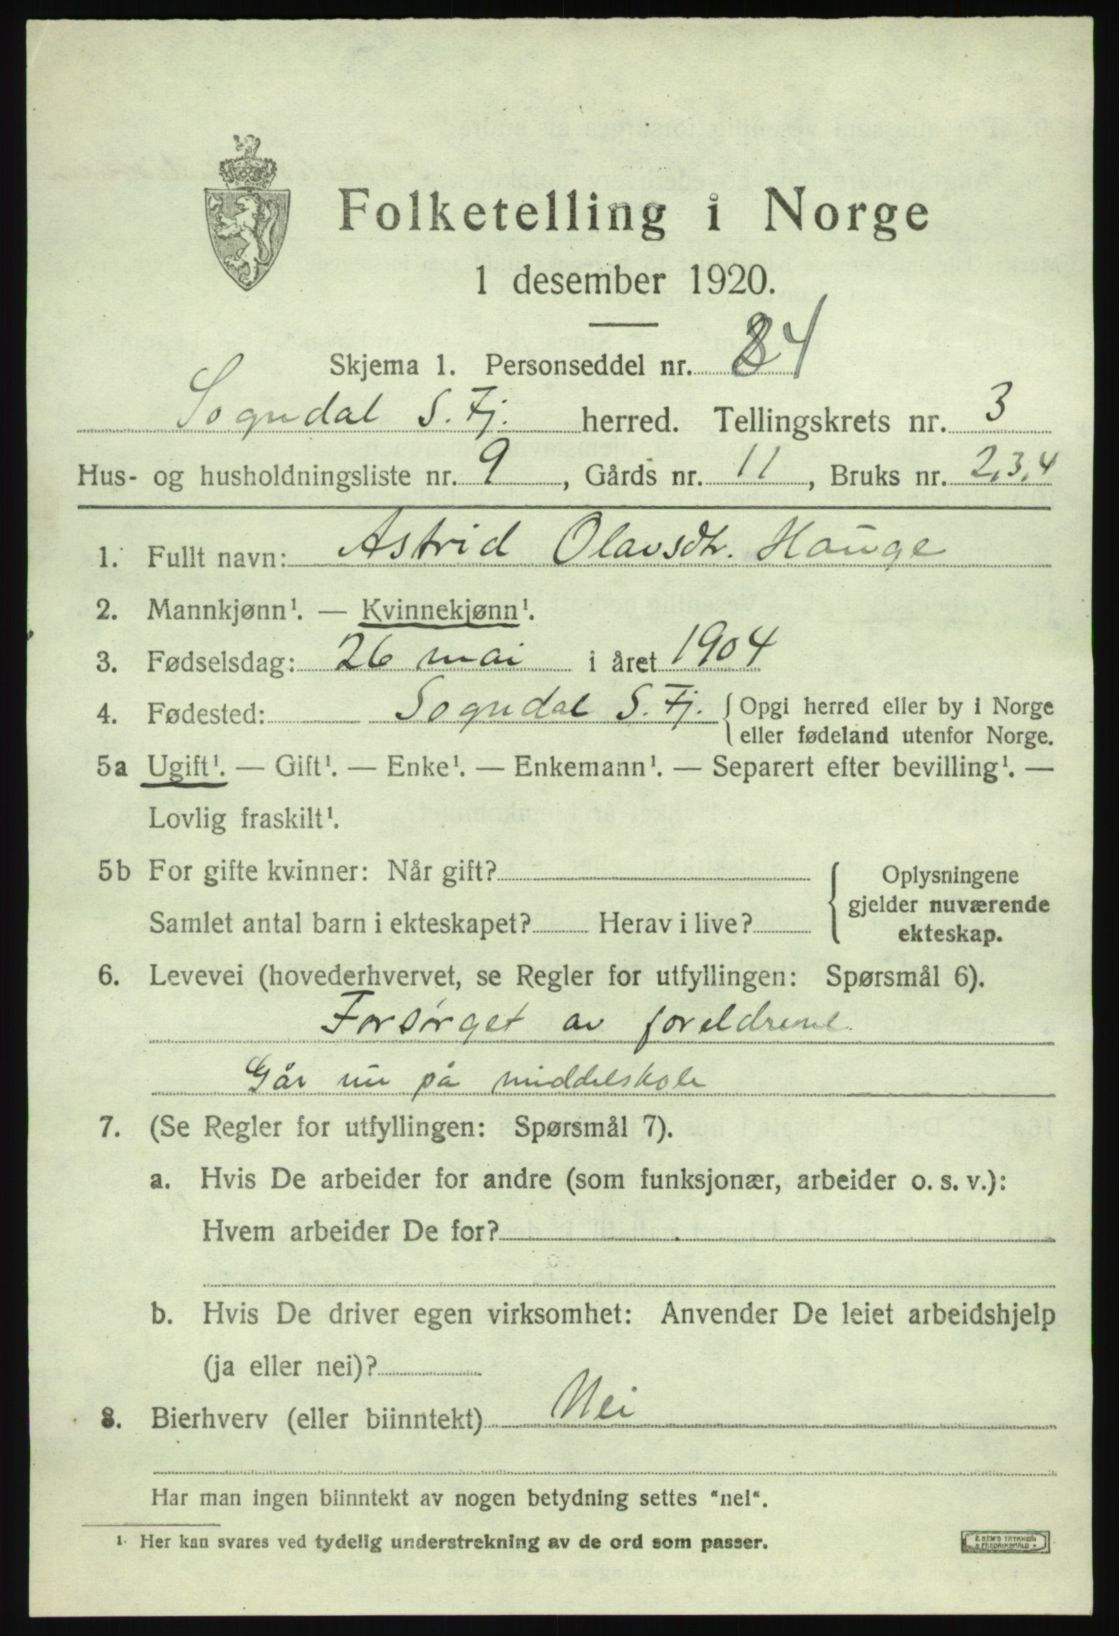 Folketelling i Norge
1 desember 1920.
Skjema 1. Personseddel nr. 84
Sogndal S. Fj. herred. Tellingskrets nr. 3
Hus- og husholdningsliste nr. 9, Gårds nr. 11, Bruks nr. 2,3,4
1. Fullt navn: Astrid Olavsdtr. Hauge
2. Mannkjønn¹. — Kvinnekjønn¹.
3. Fødselsdag: 26 mai i året 1904
4. Fødested: Sogndal S. Fj. { Opgi herred eller by i Norge
eller fødeland utenfor Norge.
5a Ugift¹. — Gift¹. — Enke¹. — Enkemann¹. — Separert efter bevilling¹. —
Lovlig fraskilt¹.
5b For gifte kvinner: Når gift?
Samlet antal barn i ekteskapet? Herav i live?
{ Oplysningene
gjelder nuværende
ekteskap.
6. Levevei (hovederhvervet, se Regler for utfyllingen: Spørsmål 6).
Forsørget av foreldrene
Går nu på middelskole
7. (Se Regler for utfyllingen: Spørsmål 7).
a. Hvis De arbeider for andre (som funksjonær, arbeider o. s. v.):
Hvem arbeider De for?
b. Hvis De driver egen virksomhet: Anvender De leiet arbeidshjelp
(ja eller nei)?
8. Bierhverv (eller biinntekt) Nei
Har man ingen biinntekt av nogen betydning settes "nei".
¹. Her kan svares ved tydelig understrekning av de ord som passer.